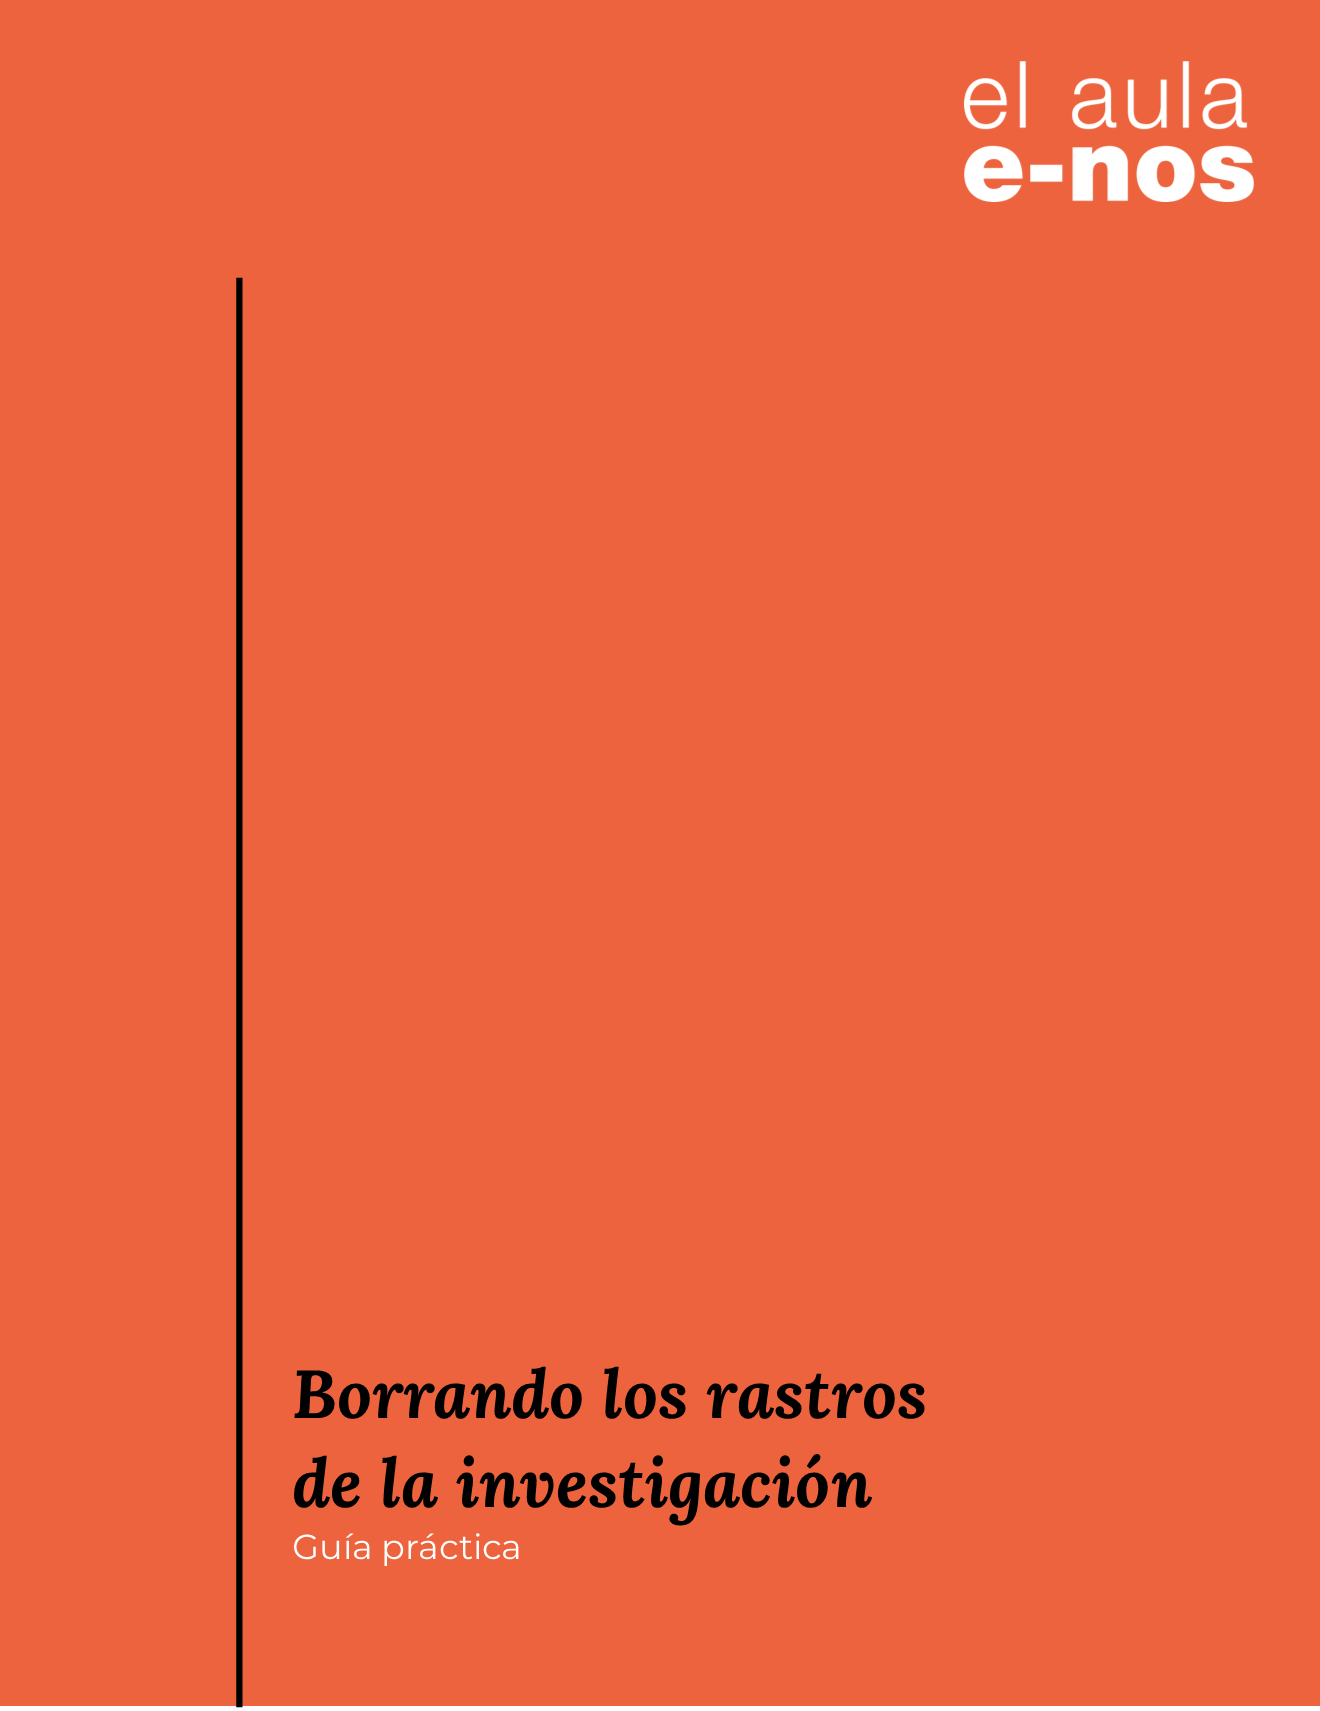 el aula
e-nos
Borrando los rastros
de la investigación
Guía práctica